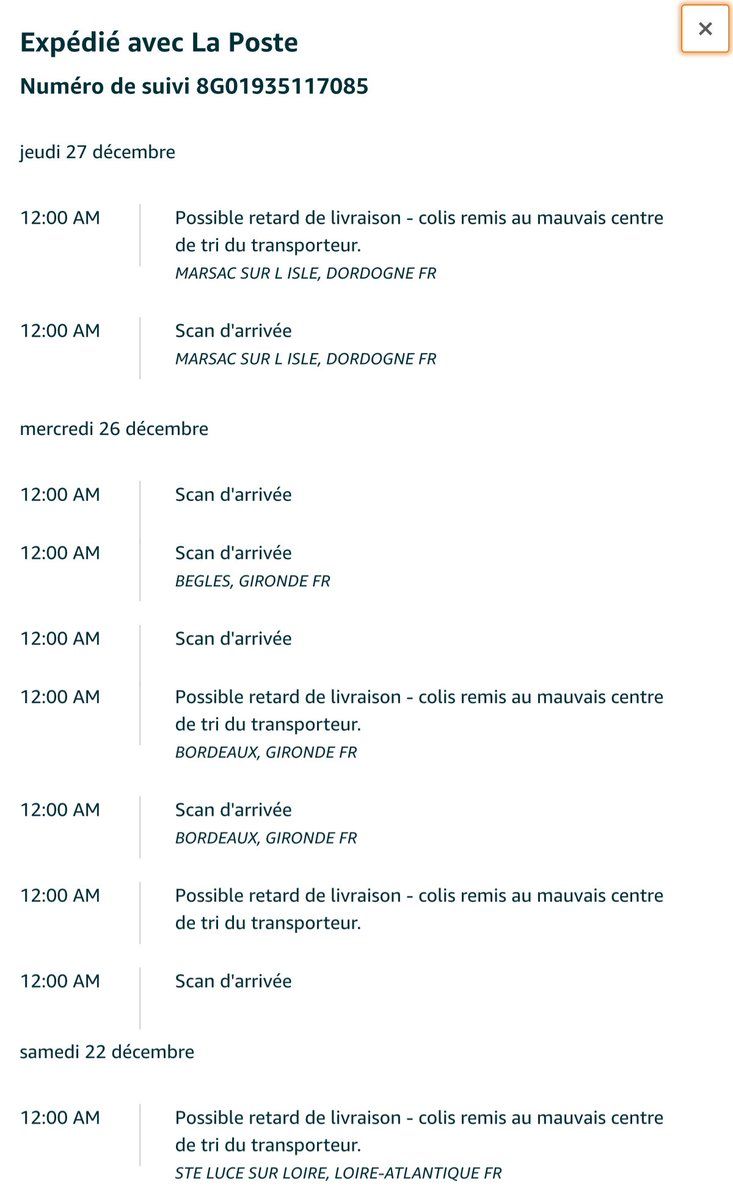 Expédié avec La Poste
Numéro de suivi 8G01935117085
jeudi 27 décembre
12:00 AM
Possible retard de livraison - colis remis au mauvais centre
de tri du transporteur.
MARSAC SUR L ISLE, DORDOGNE FR
12:00 AM
Scan d'arrivée
MARSAC SUR L ISLE, DORDOGNE FR
mercredi 26 décembre
12:00 AM
Scan d'arrivée
12:00 AM
Scan d'arrivée
BEGLES, GIRONDE FR
12:00 AM
Scan d'arrivée
12:00 AM
Possible retard de livraison - colis remis au mauvais centre
de tri du transporteur.
BORDEAUX, GIRONDE FR
12:00 AM
Scan d'arrivée
BORDEAUX, GIRONDE FR
12:00 AM
Possible retard de livraison - colis remis au mauvais centre
de tri du transporteur.
12:00 AM
Scan d'arrivée
samedi 22 décembre
12:00 AM
Possible retard de livraison - colis remis au mauvais centre
de tri du transporteur.
STE LUCE SUR LOIRE, LOIRE-ATLANTIQUE FR